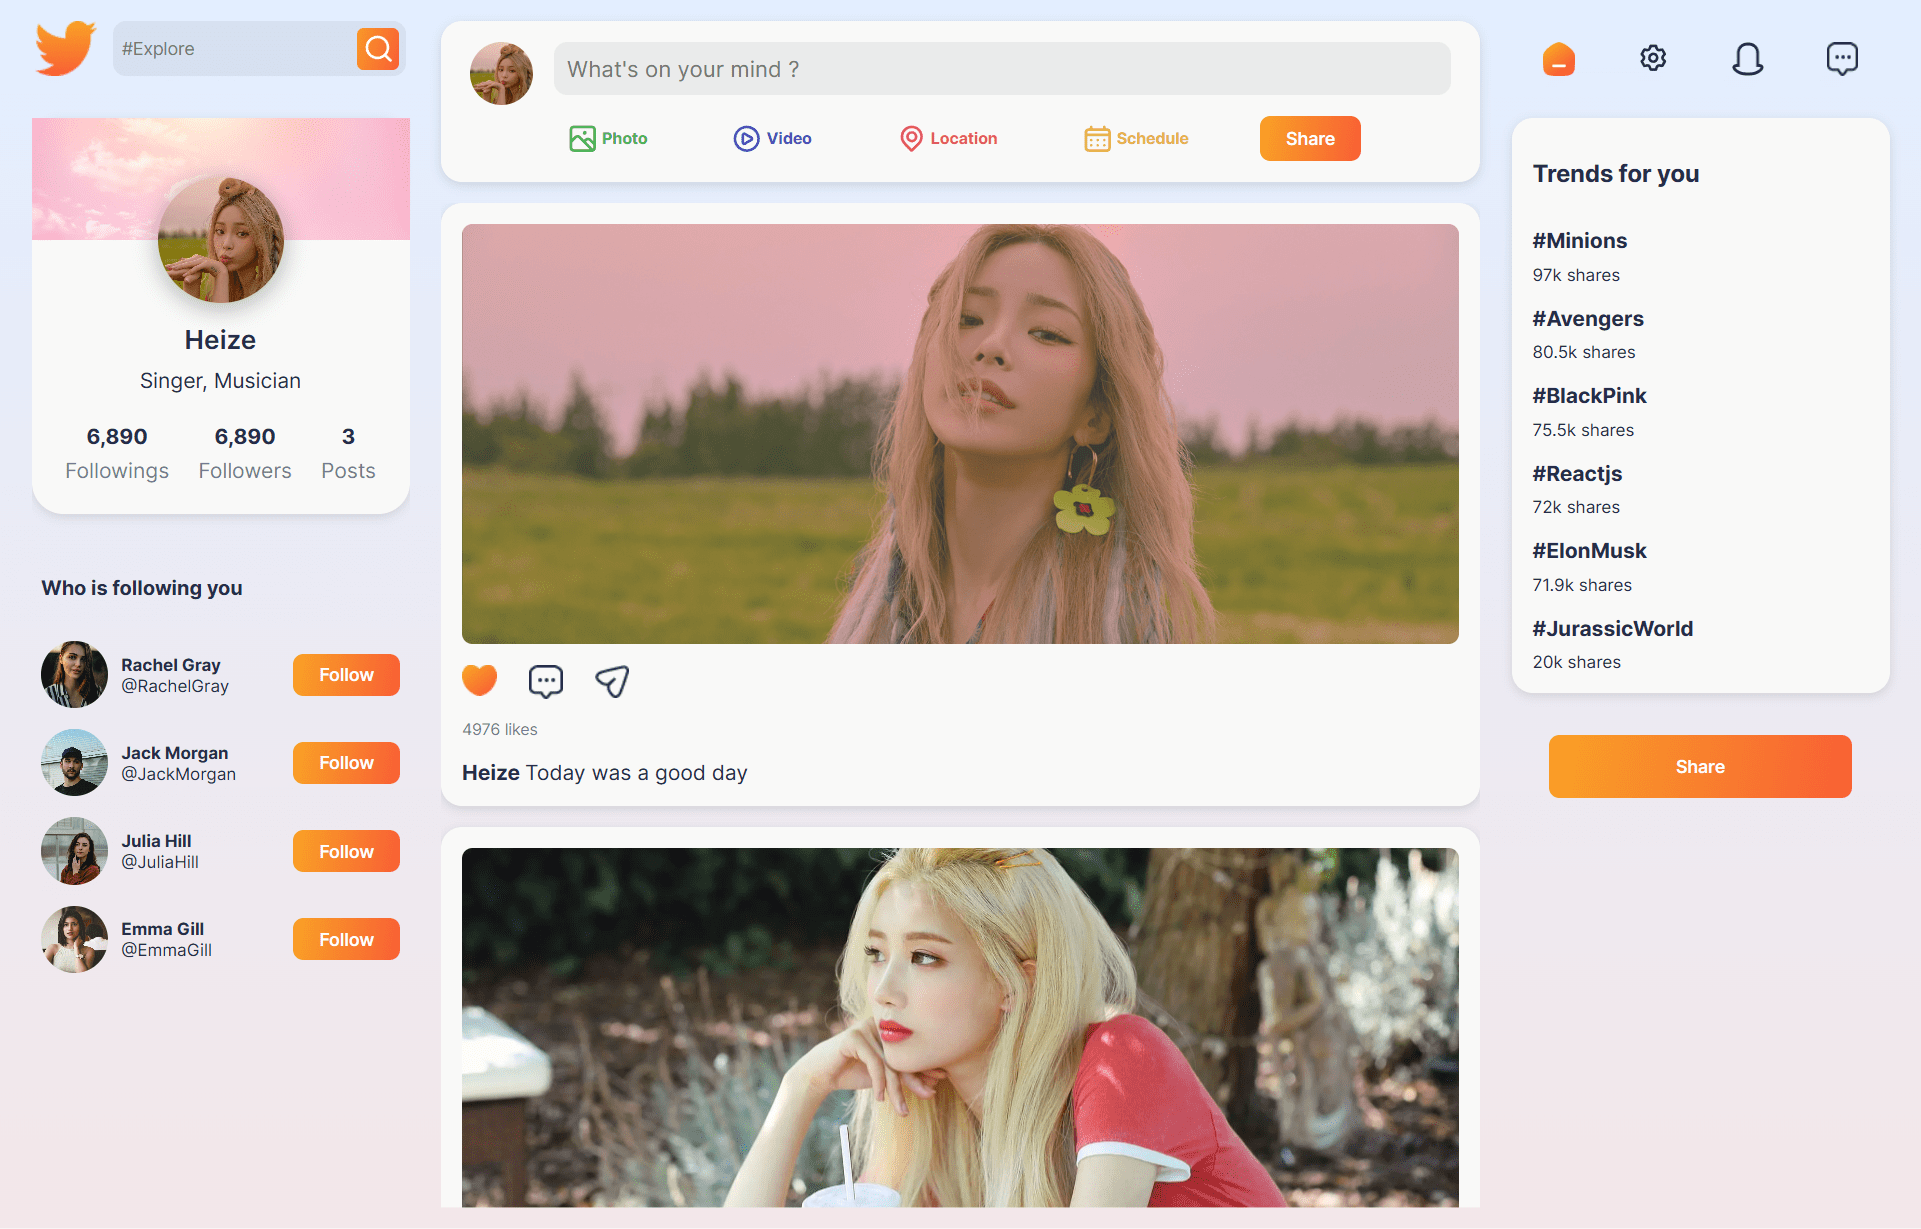 #Explore
Heize
Singer, Musician
6,890 6,890 3
Followings Followers Posts
Who is following you
Rachel Gray
@RachelGray
Follow
Jack Morgan
@JackMorgan
Follow
Julia Hill
@JuliaHill
Follow
Emma Gill
@EmmaGill
Follow
What's on your mind ?
Photo Video Location Schedule Share
4976 likes
Heize Today was a good day
Trends for you
#Minions
97k shares
#Avengers
80.5k shares
#BlackPink
75.5k shares
#Reactjs
72k shares
#ElonMusk
71.9k shares
#JurassicWorld
20k shares
Share